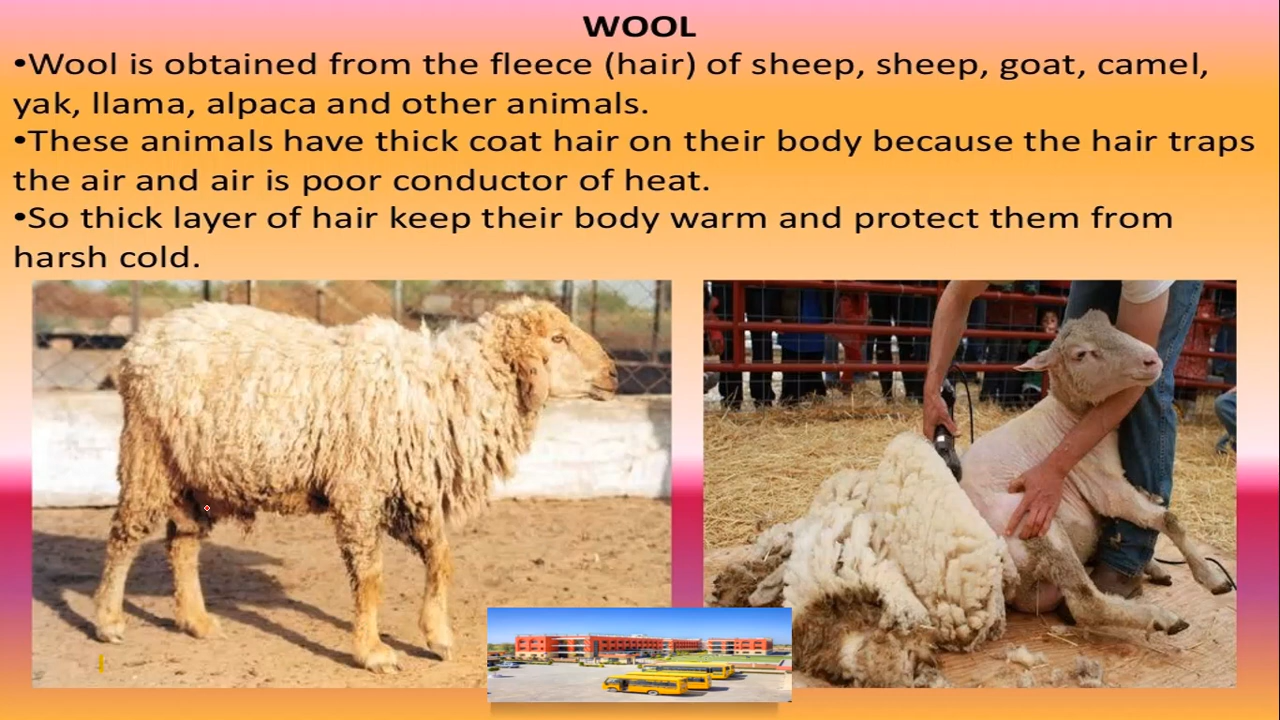 WOOL
•Wool is obtained from the fleece (hair) of sheep, sheep, goat, camel,
yak, llama, alpaca and other animals.
•These animals have thick coat hair on their body because the hair traps
the air and air is poor conductor of heat.
•So thick layer of hair keep their body warm and protect them from
harsh cold.